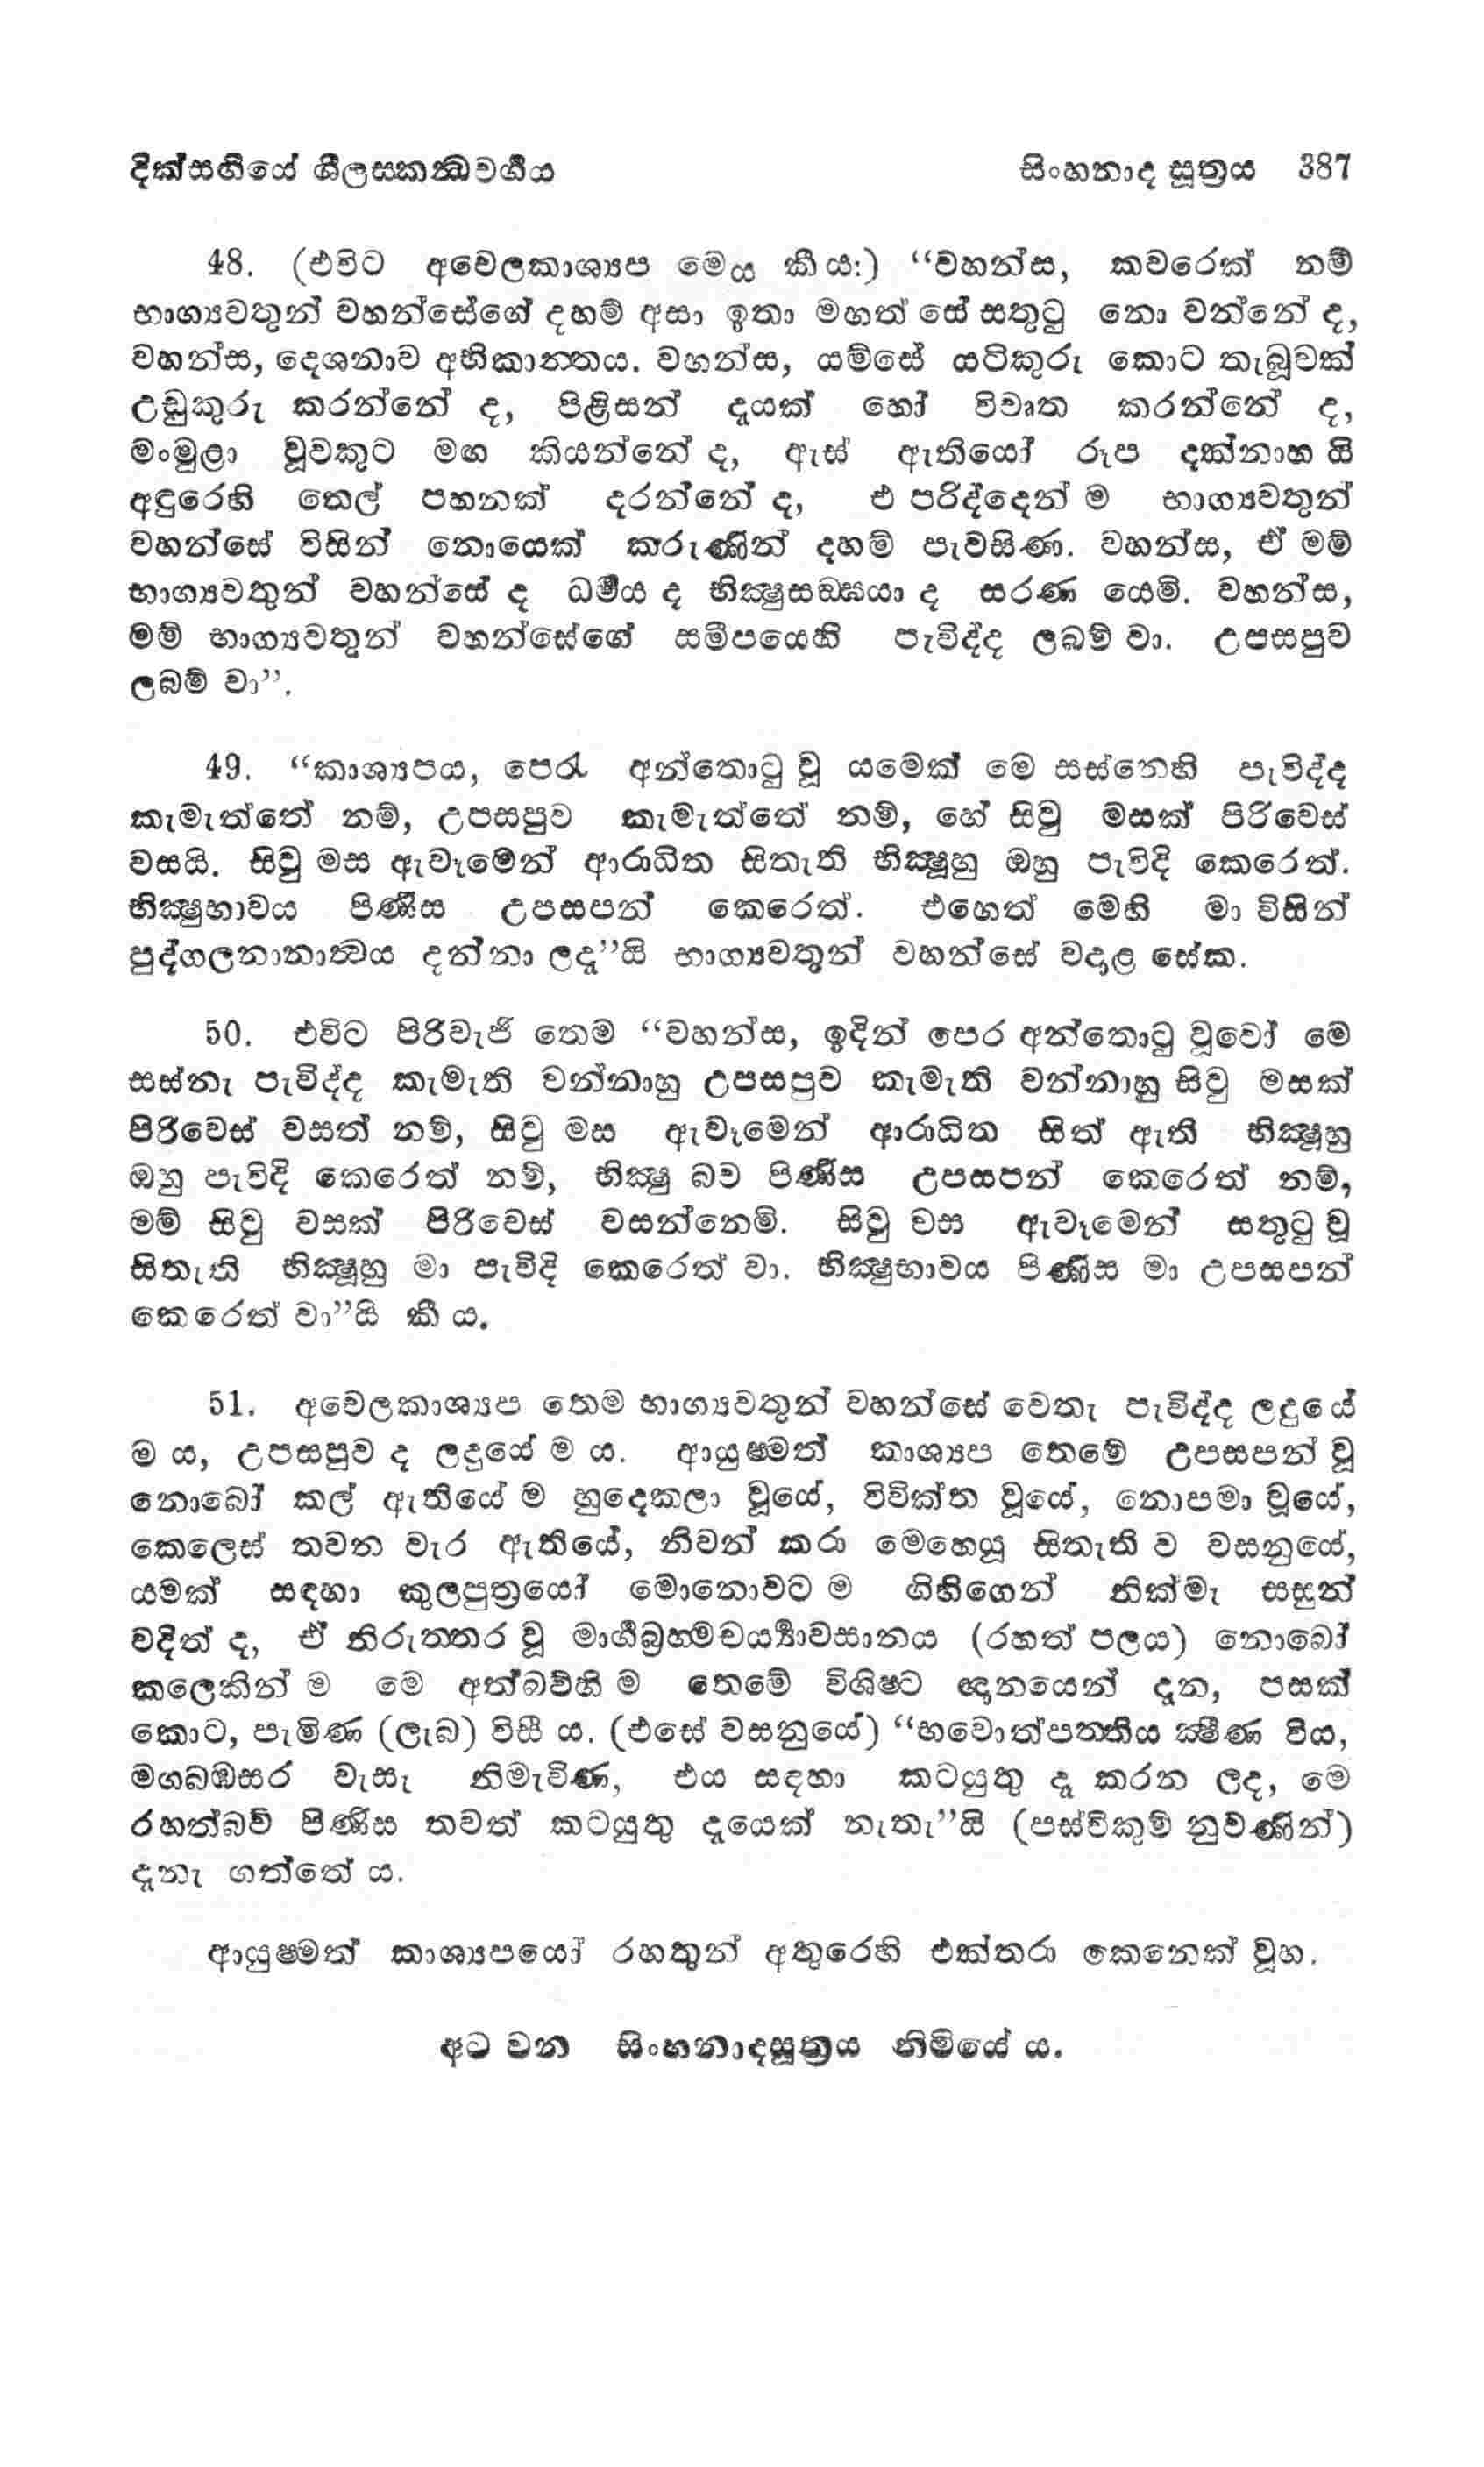 දික්සඟියේ ශීලස්කන්ධවර්ගය සිංහනාද සූත්‍රය 387
48. (එවිට අචෙලකාශ්‍යප මෙය කී යः) “වහන්ස, කවරෙක් නම්
භාග්‍යවතුන් වහන්සේගේ දහම් අසා ඉතා මහත් සේ සතුටු නො වන්නේ ද,
වහන්ස, දෙශනාව අභිකාන්තය. වහන්ස, යම්සේ යටිකුරු කොට තැබූවක්
උඩුකුරු කරන්නේ ද, පිළිසන් දැයක් හෝ විවෘත කරන්නේ ද,
මංමුළා වූවකුට මඟ කියන්නේ ද, ඇස් ඇතියෝ රූප දක්නාහ යි
අඳුරෙහි තෙල් පහනක් දරන්නේ ද, එ පරිද්දෙන් ම භාග්‍යවතුන්
වහන්සේ විසින් නොයෙක් කරුණින් දහම් පැවසිණ. වහන්ස, ඒ මම්
භාග්‍යවතුන් වහන්සේ ද ධර්මය ද භික්‍ෂුසඞ්ඝයා ද සරණ යෙමි. වහන්ස,
මම් භාග්‍යවතුන් වහන්සේගේ සමීපයෙහි පැවිද්ද ලබම් වා. උපසපුව
ලබම් වා”.
49. “කාශ්‍යපය, පෙරැ අන්තොටු වූ යමෙක් මෙ සස්නෙහි පැවිද්ද
කැමැත්තේ නම්, උපසපුව කැමැත්තේ නම්, හේ සිවු මසක් පිරිවෙස්
වසයි. සිවු මස ඇවෑමෙන් ආරාධිත සිතැති භික්‍ෂූහු ඔහු පැවිදි කෙරෙත්.
භික්‍ෂුභාවය පිණිස උපසපන් කෙරෙත්. එහෙත් මෙහි මා විසින්
පුද්ගලනානාත්‍වය දන්නා ලදැ”යි භාග්‍යවතුන් වහන්සේ වදාළ සේක.
50. එවිට පිරිවැජි තෙම “වහන්ස, ඉදින් පෙර අන්තොටු වූවෝ මෙ
සස්නැ පැවිද්ද කැමැති වන්නාහු උපසපුව කැමැති වන්නාහු සිවු මසක්
පිරිවෙස් වසත් නම්, සිවු මස ඇවෑමෙන් ආරාධිත සිත් ඇති භික්‍ෂූහු
ඔහු පැවිදි කෙරෙත් නම්, භික්‍ෂු බව පිණිස උපසපන් කෙරෙත් නම්,
මම් සිවු වසක් පිරිවෙස් වසන්නෙමි. සිවු වස ඇවෑමෙන් සතුටු වූ
සිතැති භික්‍ෂූහු මා පැවිදි කෙරෙත් වා. භික්‍ෂුභාවය පිණිස මා උපසපන්
කෙරෙත් වා”යි කී ය.
51. අචෙලකාශ්‍යප තෙම භාග්‍යවතුන් වහන්සේ වෙතැ පැවිද්ද ලදුයේ
ම ය, උපසපුව ද ලදුයේ ම ය. ආයුෂ්මත් කාශ්‍යප තෙමේ උපසපන් වූ
නොබෝ කල් ඇතියේ ම හුදෙකලා වූයේ, විවික්ත වූයේ, නොපමා වූයේ,
කෙලෙස් තවන වැර ඇතියේ, නිවන් කරා මෙහෙයූ සිතැති ව වසනුයේ,
යමක් සඳහා කුලපුත්‍රයෝ මොනොවට ම ගිහිගෙන් නික්මැ සසුන්
වදිත් ද, ඒ නිරුත්තර වූ මාර්ගබ්‍රහ්මචර්‍ය්‍යාවසානය (රහත් පලය) නොබෝ
කලෙකින් ම මෙ අත්බව්හි ම තෙමේ විශිෂ්ට ඥානයෙන් දැන, පසක්
කොට, පැමිණ (ලැබ) විසී ය. (එසේ වසනුයේ) “භවොත්පත්තිය ක්‍ෂීණ විය,
මගබඹසර වැසැ නිමැවිණ, එය සඳහා කටයුතු දෑ කරන ලද, මෙ
රහත්බව් පිණිස තවත් කටයුතු දැයෙක් නැතැ”යි (පස්විකුම් නුවණින්)
දැනැ ගත්තේ ය.
ආයුෂ්මත් කාශ්‍යපයෝ රහතුන් අතුරෙහි එක්තරා කෙනෙක් වූහ.
අට වන සිංහනාදසූත්‍රය නිමියේ ය.